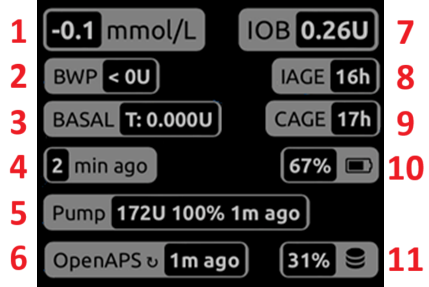 1 -0.1 mmol/L IOB 0.26U 7
2 BWP < 0U IAGE 16h 8
3 BASAL T: 0.000U CAGE 17h 9
4 2 min ago 67% 10
5 Pump 172U 100% 1m ago
6 OpenAPS ↻ 1m ago 31% 11